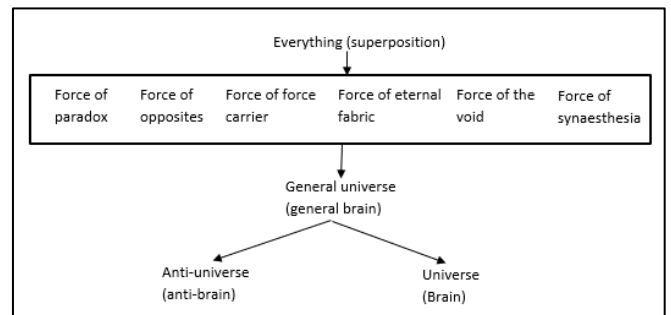 Everything (superposition)
Force of paradox
Force of opposites
Force of force carrier
Force of eternal fabric
Force of the void
Force of synaesthesia
General universe
(general brain)
Anti-universe
(anti-brain)
Universe
(Brain)